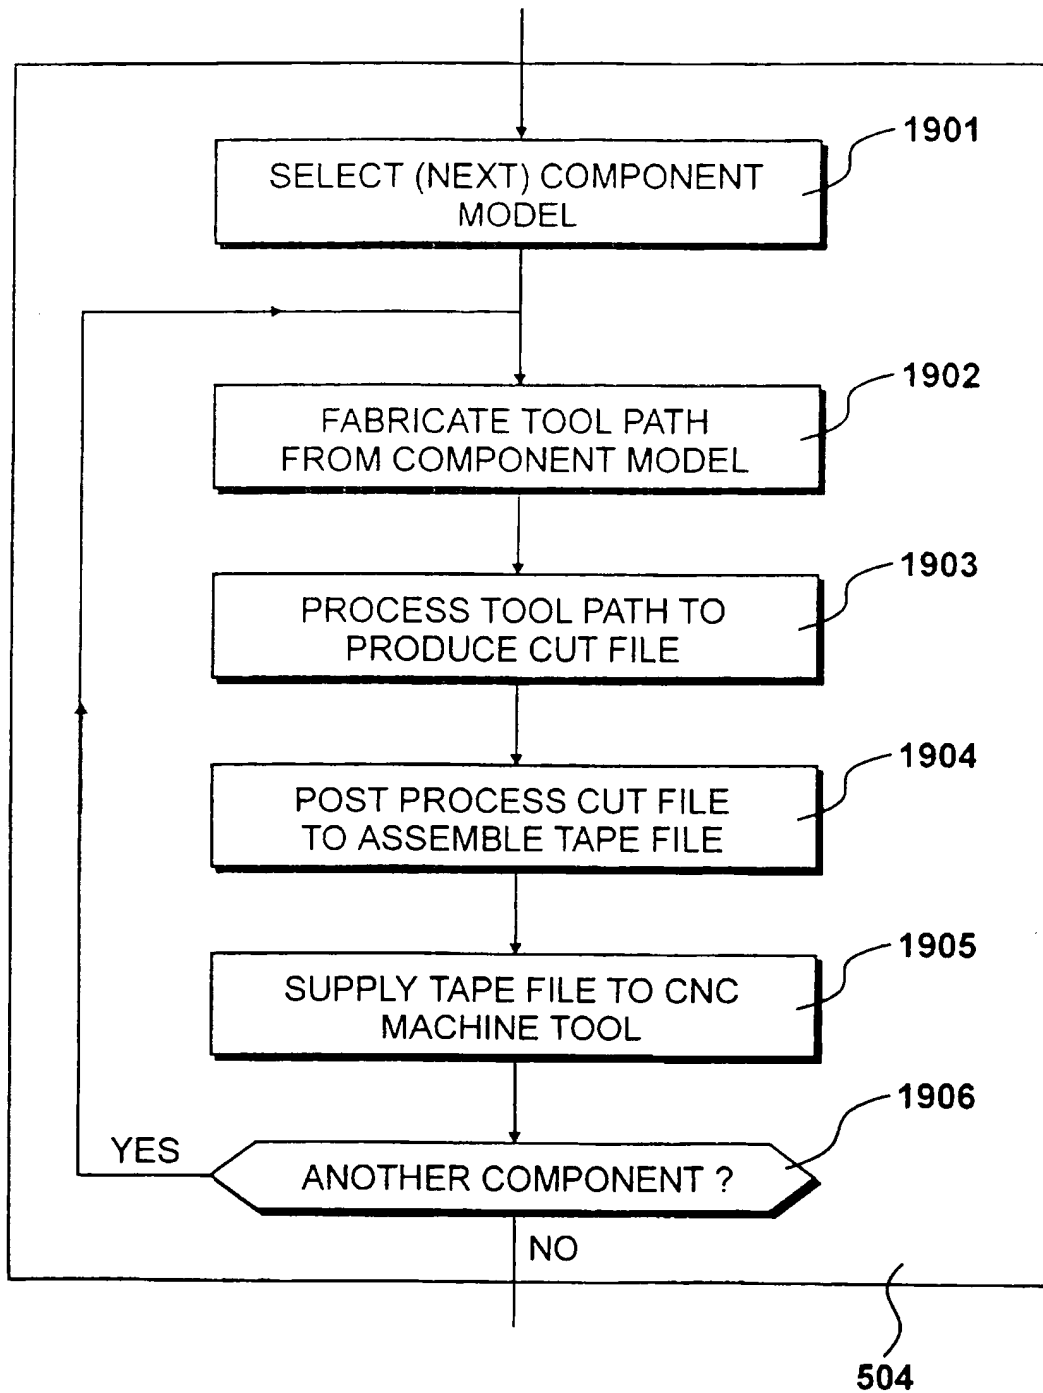 1901
SELECT (NEXT) COMPONENT
MODEL
1902
FABRICATE TOOL PATH
FROM COMPONENT MODEL
1903
PROCESS TOOL PATH TO
PRODUCE CUT FILE
1904
POST PROCESS CUT FILE
TO ASSEMBLE TAPE FILE
1905
SUPPLY TAPE FILE TO CNC
MACHINE TOOL
1906
YES
ANOTHER COMPONENT ?
NO
504